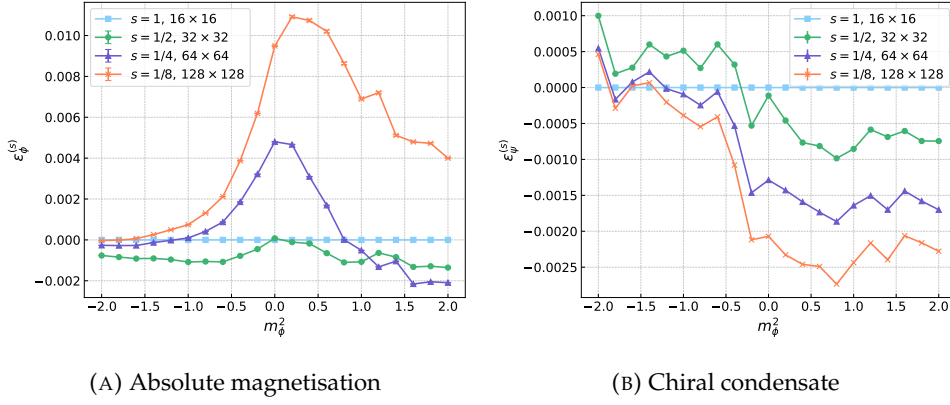 0.010
0.008
0.006
0.004
0.002
0.000
−0.002
ε_ϕ^(s)
s = 1, 16 × 16
s = 1/2, 32 × 32
s = 1/4, 64 × 64
s = 1/8, 128 × 128
−2.0 −1.5 −1.0 −0.5 0.0 0.5 1.0 1.5 2.0
m_ϕ^2
(A) Absolute magnetisation
0.0010
0.0005
0.0000
−0.0005
−0.0010
−0.0015
−0.0020
−0.0025
ε_ψ^(s)
s = 1, 16 × 16
s = 1/2, 32 × 32
s = 1/4, 64 × 64
s = 1/8, 128 × 128
−2.0 −1.5 −1.0 −0.5 0.0 0.5 1.0 1.5 2.0
m_ϕ^2
(B) Chiral condensate